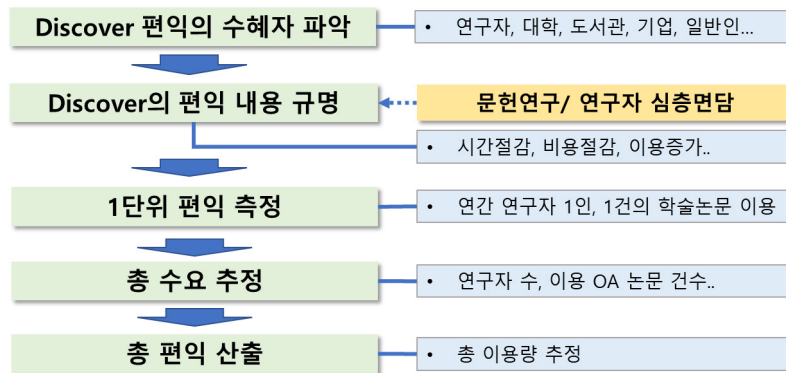 Discover 편익의 수혜자 파악
• 연구자, 대학, 도서관, 기업, 일반인...
Discover의 편익 내용 규명
문헌연구/ 연구자 심층면담
• 시간절감, 비용절감, 이용증가..
1단위 편익 측정
• 연간 연구자 1인, 1건의 학술논문 이용
총 수요 추정
• 연구자 수, 이용 OA 논문 건수..
총 편익 산출
• 총 이용량 추정